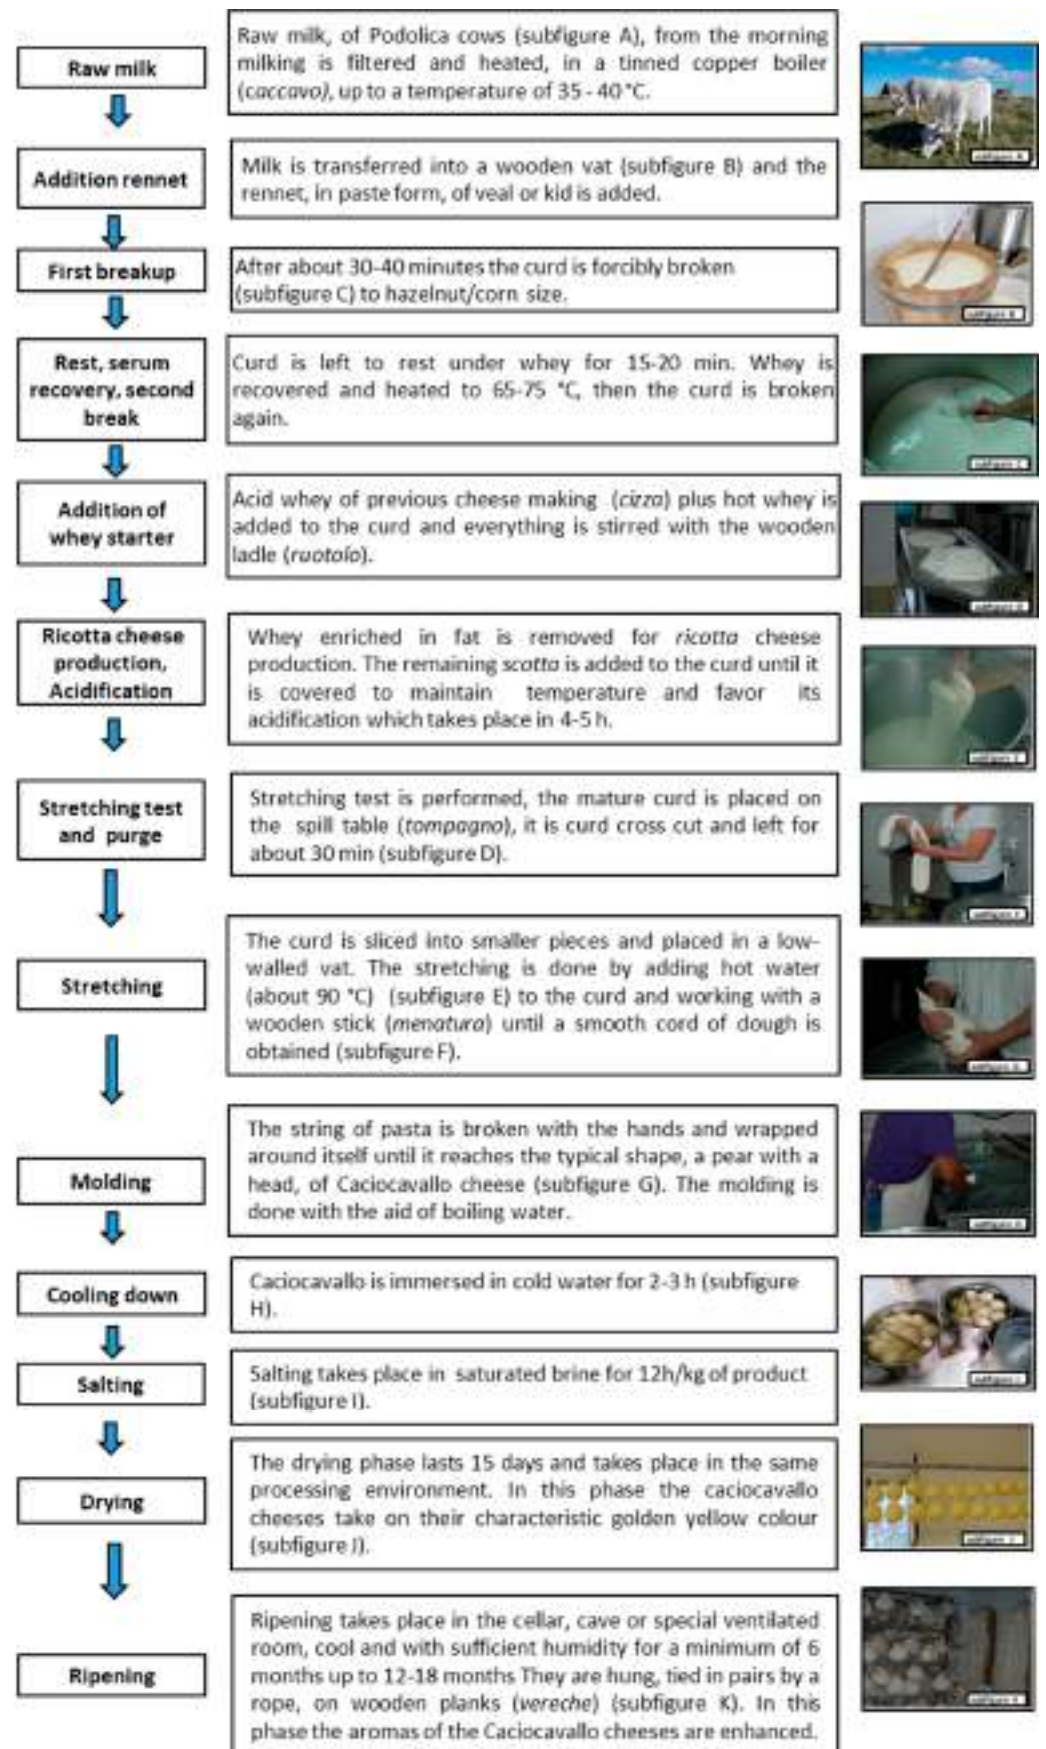 Raw milk
Raw milk, of Podolica cows (subfigure A), from the morning
milking is filtered and heated, in a tinned copper boiler
(caccavo), up to a temperature of 35 - 40 °C.
Addition rennet
Milk is transferred into a wooden vat (subfigure B) and the
rennet, in paste form, of veal or kid is added.
First breakup
After about 30-40 minutes the curd is forcibly broken
(subfigure C) to hazelnut/corn size.
Rest, serum
recovery, second
break
Curd is left to rest under whey for 15-20 min. Whey is
recovered and heated to 65-75 °C, then the curd is broken
again.
Addition of
whey starter
Acid whey of previous cheese making (cizza) plus hot whey is
added to the curd and everything is stirred with the wooden
ladle (ruotolo).
Ricotta cheese
production,
Acidification
Whey enriched in fat is removed for ricotta cheese
production. The remaining scotta is added to the curd until it
is covered to maintain temperature and favor its
acidification which takes place in 4-5 h.
Stretching test
and purge
Stretching test is performed, the mature curd is placed on
the spill table (tompagno), it is curd cross cut and left for
about 30 min (subfigure D).
Stretching
The curd is sliced into smaller pieces and placed in a low-
walled vat. The stretching is done by adding hot water
(about 90 °C) (subfigure E) to the curd and working with a
wooden stick (menatura) until a smooth cord of dough is
obtained (subfigure F).
Molding
The string of pasta is broken with the hands and wrapped
around itself until it reaches the typical shape, a pear with a
head, of Caciocavallo cheese (subfigure G). The molding is
done with the aid of boiling water.
Cooling down
Caciocavallo is immersed in cold water for 2-3 h (subfigure
H).
Salting
Salting takes place in saturated brine for 12h/kg of product
(subfigure I).
Drying
The drying phase lasts 15 days and takes place in the same
processing environment. In this phase the caciocavallo
cheeses take on their characteristic golden yellow colour
(subfigure J).
Ripening
Ripening takes place in the cellar, cave or special ventilated
room, cool and with sufficient humidity for a minimum of 6
months up to 12-18 months They are hung, tied in pairs by a
rope, on wooden planks (vereche) (subfigure K). In this
phase the aromas of the Caciocavallo cheeses are enhanced.